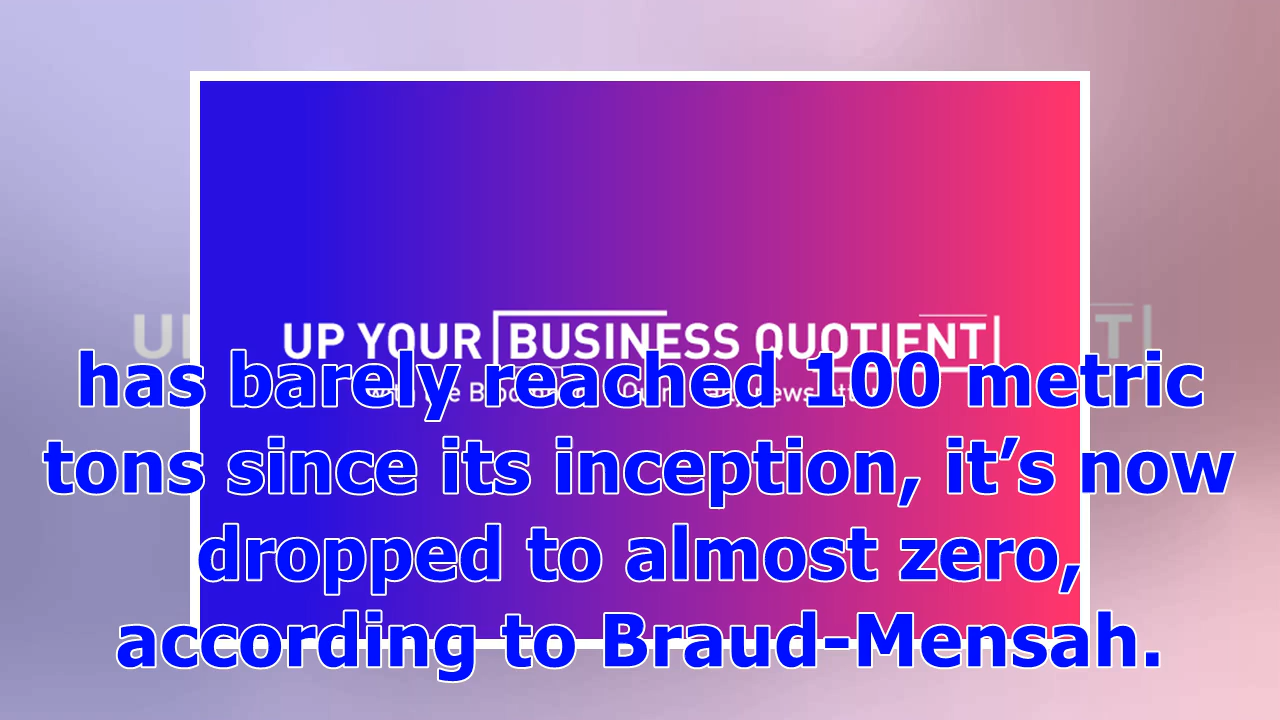 UP YOUR BUSINESS QUOTIENT
has barely reached 100 metric
tons since its inception, it’s now
dropped to almost zero,
according to Braud-Mensah.